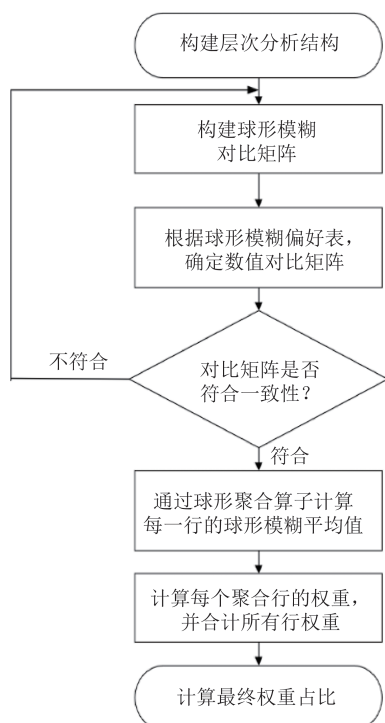 构建层次分析结构
构建球形模糊
对比矩阵
根据球形模糊偏好表，
确定数值对比矩阵
不符合
对比矩阵是否
符合一致性？
符合
通过球形聚合算子计算
每一行的球形模糊平均值
计算每个聚合行的权重，
并合计所有行权重
计算最终权重占比